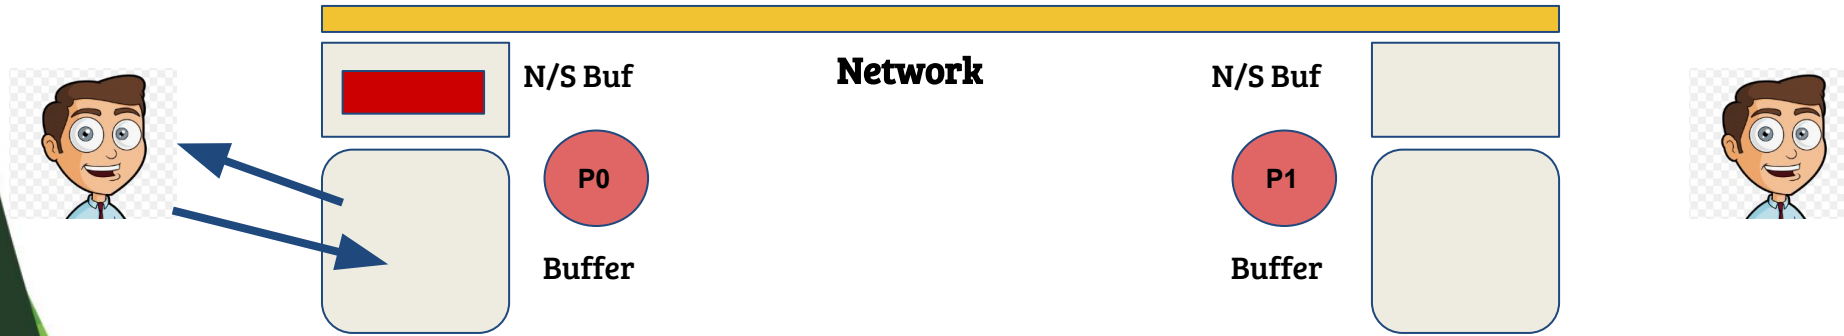 N/S Buf
Network
N/S Buf
P0
P1
Buffer
Buffer